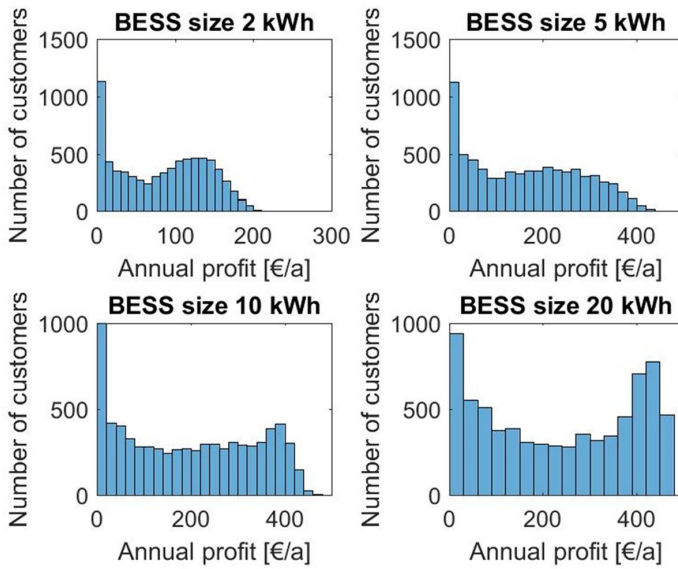 BESS size 2 kWh
1500
1000
500
0
Number of customers
0 100 200 300
Annual profit [€/a]
BESS size 5 kWh
1500
1000
500
0
Number of customers
0 200 400
Annual profit [€/a]
BESS size 10 kWh
1000
500
0
Number of customers
0 200 400
Annual profit [€/a]
BESS size 20 kWh
1000
500
0
Number of customers
0 200 400
Annual profit [€/a]